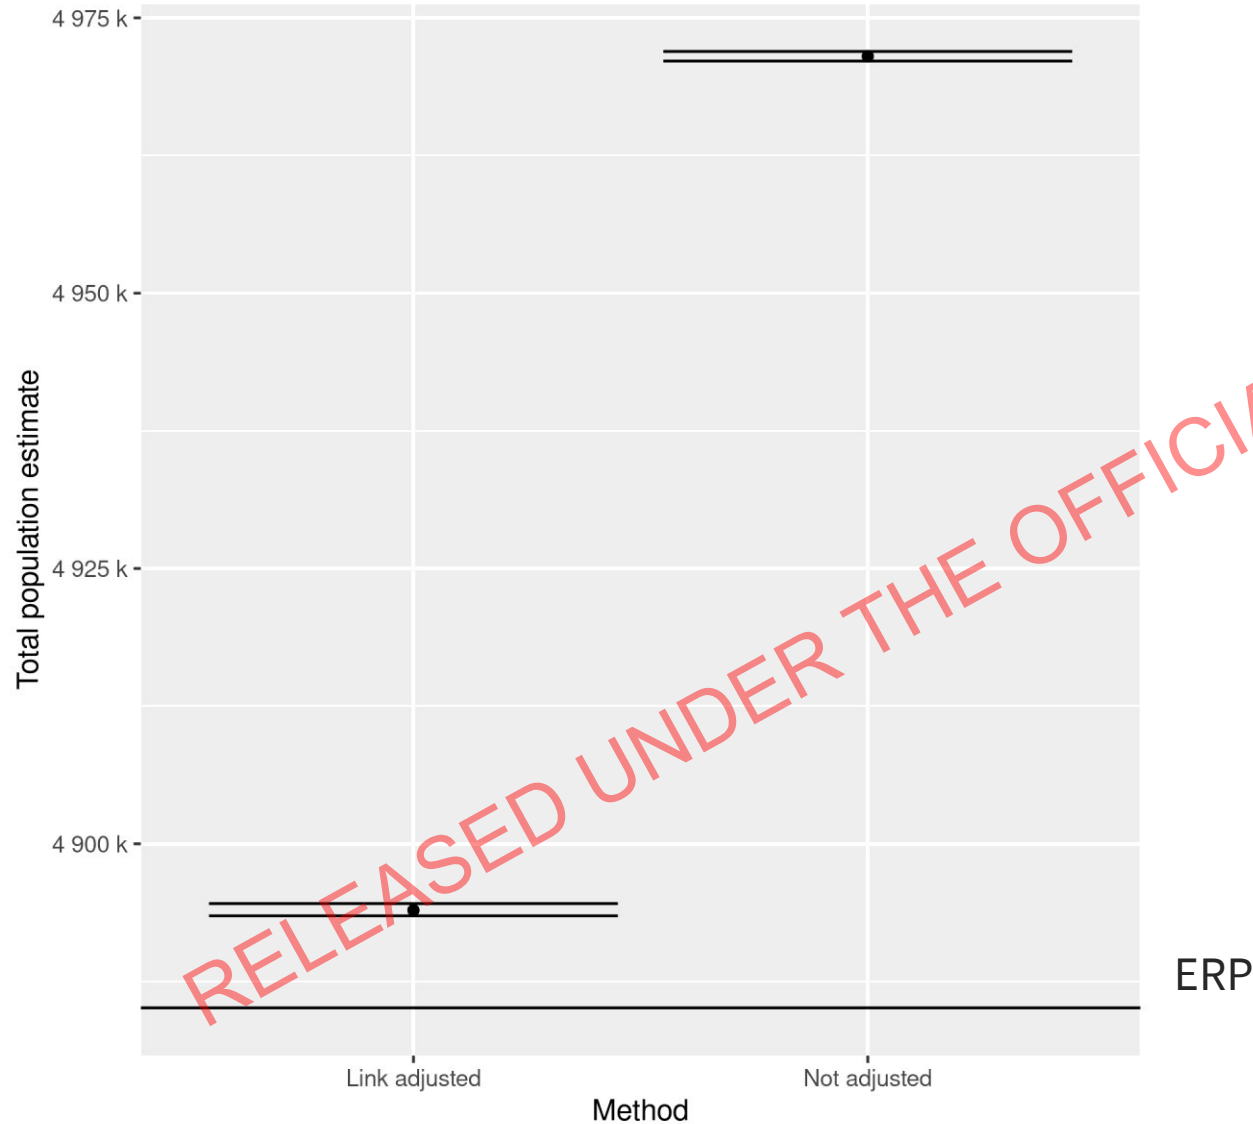 4 975 k
4 950 k
4 925 k
4 900 k
Total population estimate
Link adjusted
Not adjusted
Method
ERP
RELEASED UNDER THE OFFICIA